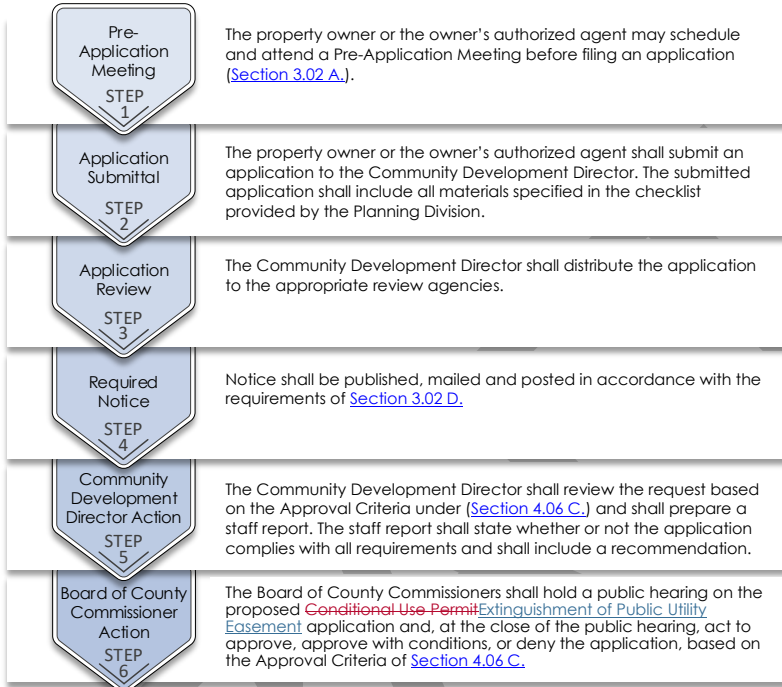 Pre-
Application
Meeting
STEP
1
The property owner or the owner’s authorized agent may schedule
and attend a Pre-Application Meeting before filing an application
(Section 3.02 A.).
Application
Submittal
STEP
2
The property owner or the owner’s authorized agent shall submit an
application to the Community Development Director. The submitted
application shall include all materials specified in the checklist
provided by the Planning Division.
Application
Review
STEP
3
The Community Development Director shall distribute the application
to the appropriate review agencies.
Required
Notice
STEP
4
Notice shall be published, mailed and posted in accordance with the
requirements of Section 3.02 D.
Community
Development
Director Action
STEP
5
The Community Development Director shall review the request based
on the Approval Criteria under (Section 4.06 C.) and shall prepare a
staff report. The staff report shall state whether or not the application
complies with all requirements and shall include a recommendation.
Board of County
Commissioner
Action
STEP
6
The Board of County Commissioners shall hold a public hearing on the
proposed Conditional Use PermitExtinguishment of Public Utility
Easement application and, at the close of the public hearing, act to
approve, approve with conditions, or deny the application, based on
the Approval Criteria of Section 4.06 C.